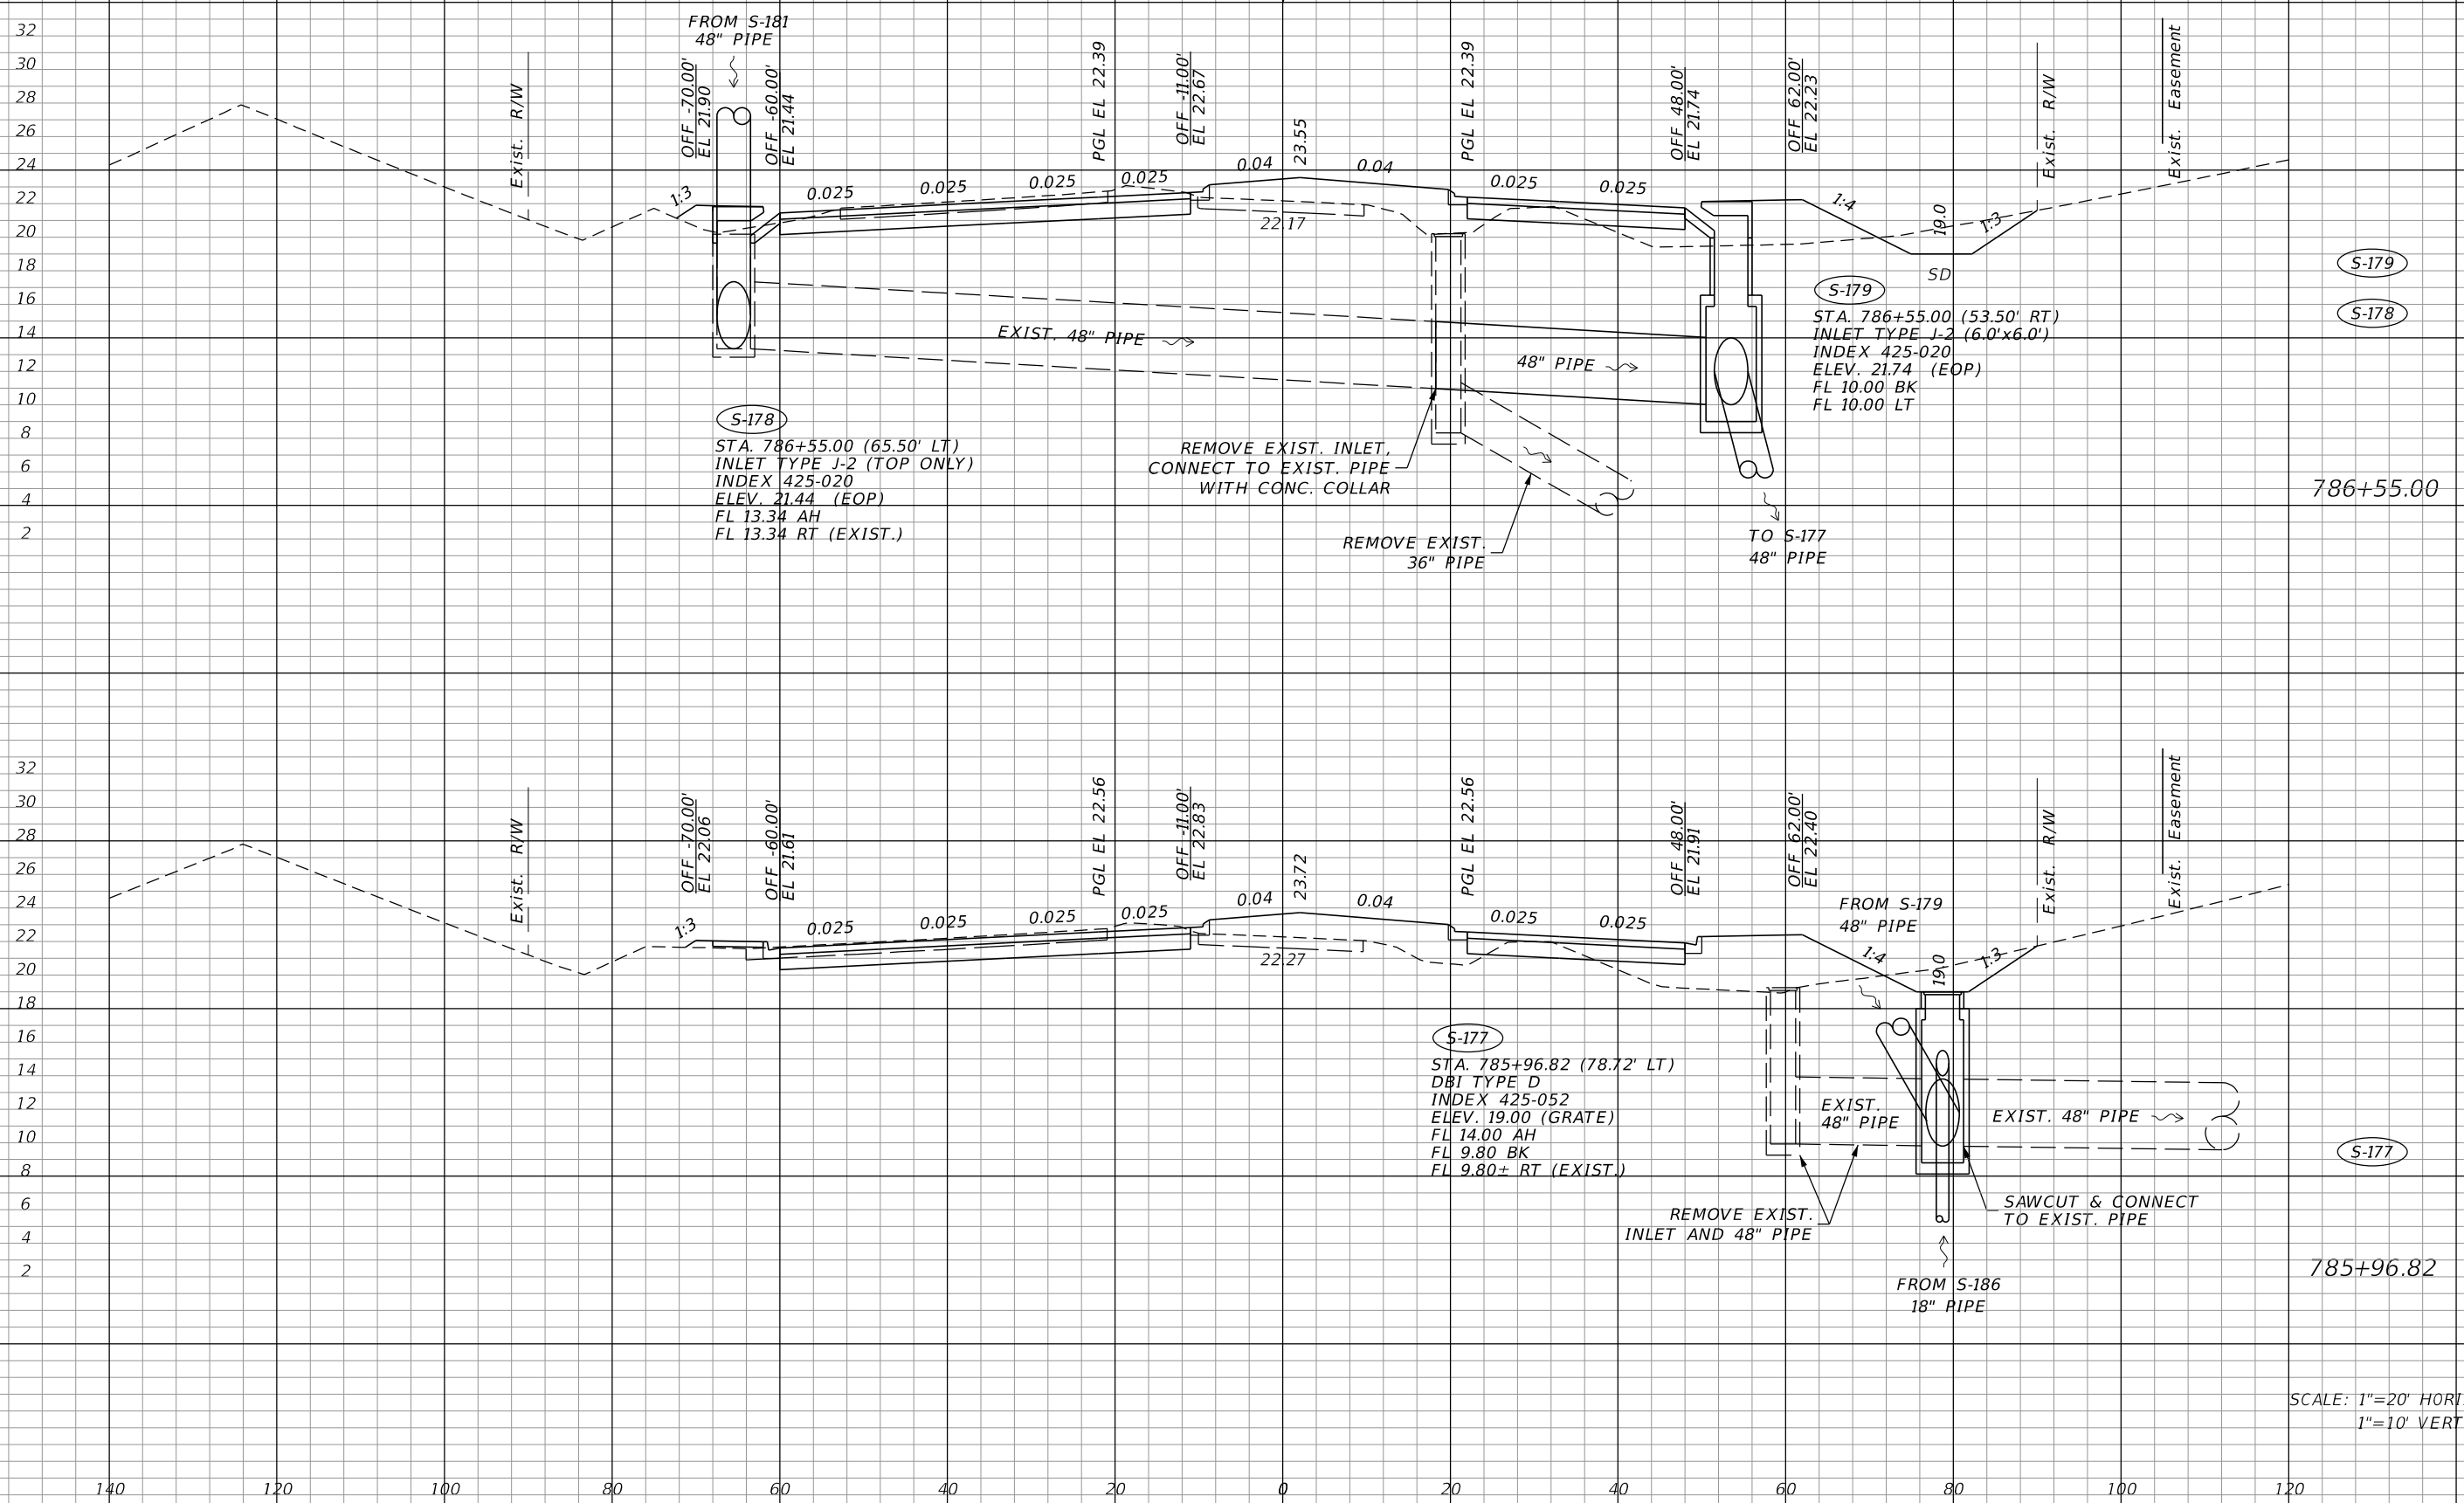 32
30
28
26
24
22
20
18
16
14
12
10
8
6
4
2
FROM S-181
48" PIPE
Exist. R/W
OFF -70.00'
EL 21.90
OFF -60.00'
EL 21.44
PGL EL 22.39
OFF -11.00'
EL 22.67
23.55
PGL EL 22.39
OFF 48.00'
EL 21.74
OFF 62.00'
EL 22.23
Exist. R/W
Exist. Easement
1:3
0.025
0.025
0.025
0.025
0.04
0.04
0.025
0.025
1:4
19.0
1:3
22.17
SD
EXIST. 48" PIPE
48" PIPE
S-179
STA. 786+55.00 (53.50' RT)
INLET TYPE J-2 (6.0'x6.0')
INDEX 425-020
ELEV. 21.74 (EOP)
FL 10.00 BK
FL 10.00 LT
S-179
S-178
S-178
STA. 786+55.00 (65.50' LT)
INLET TYPE J-2 (TOP ONLY)
INDEX 425-020
ELEV. 21.44 (EOP)
FL 13.34 AH
FL 13.34 RT (EXIST.)
REMOVE EXIST. INLET,
CONNECT TO EXIST. PIPE
WITH CONC. COLLAR
REMOVE EXIST.
36" PIPE
TO S-177
48" PIPE
786+55.00
32
30
28
26
24
22
20
18
16
14
12
10
8
6
4
2
Exist. R/W
OFF -70.00'
EL 22.06
OFF -60.00'
EL 21.61
PGL EL 22.56
OFF -11.00'
EL 22.83
23.72
PGL EL 22.56
OFF 48.00'
EL 21.91
OFF 62.00'
EL 22.40
Exist. R/W
Exist. Easement
1:3
0.025
0.025
0.025
0.025
0.04
0.04
0.025
0.025
FROM S-179
48" PIPE
1:4
19.0
1:3
22.27
S-177
STA. 785+96.82 (78.72' LT)
DBI TYPE D
INDEX 425-052
ELEV. 19.00 (GRATE)
FL 14.00 AH
FL 9.80 BK
FL 9.80± RT (EXIST.)
EXIST.
48" PIPE
EXIST. 48" PIPE
S-177
REMOVE EXIST.
INLET AND 48" PIPE
SAWCUT & CONNECT
TO EXIST. PIPE
FROM S-186
18" PIPE
785+96.82
SCALE: 1"=20' HORI
1"=10' VERT
140
120
100
80
60
40
20
0
20
40
60
80
100
120